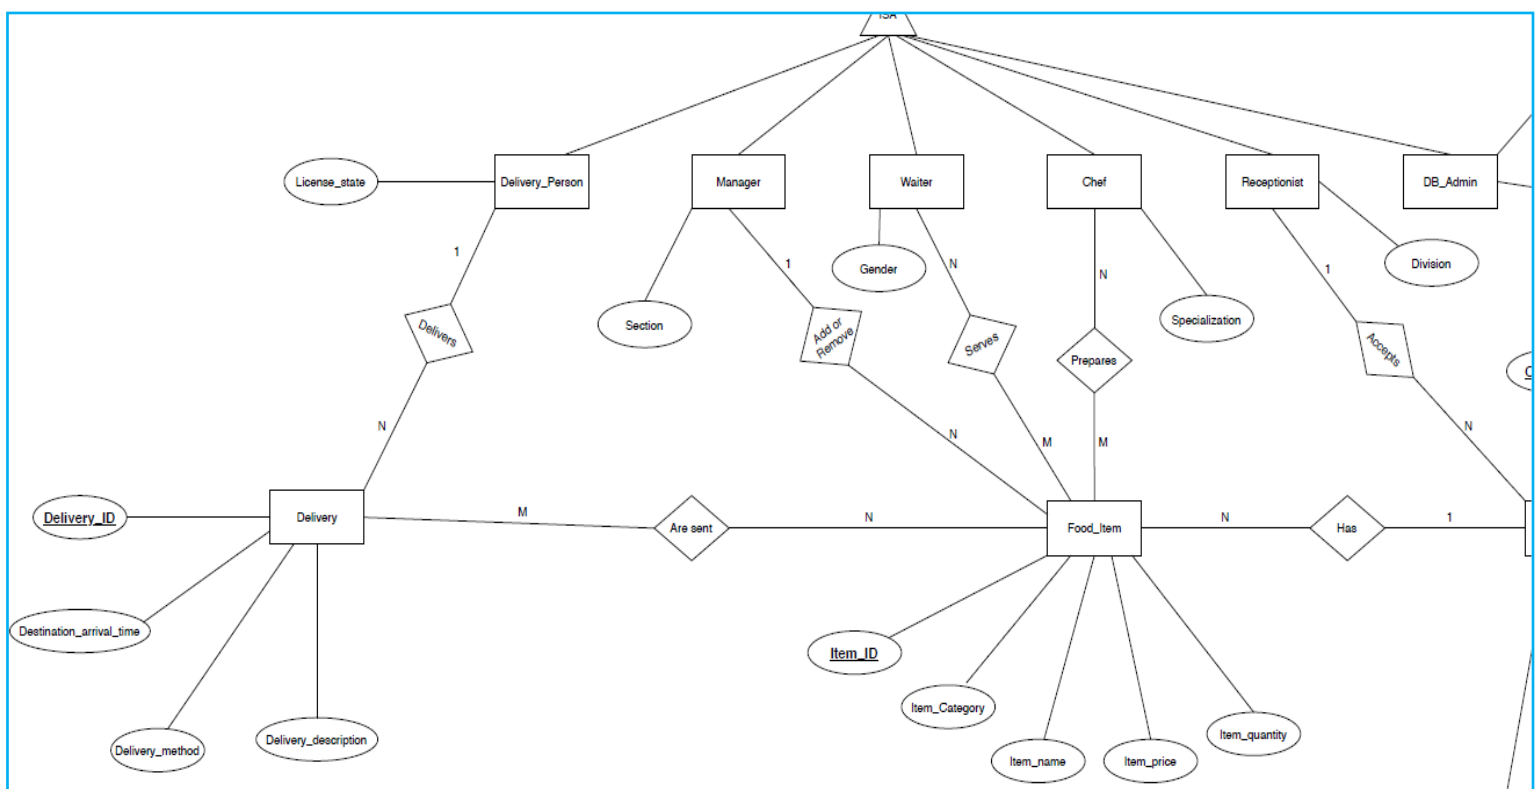 ISA
License_state
Delivery_Person
Manager
Waiter
Chef
Receptionist
DB_Admin
1
Section
1
Gender
N
N
Specialization
1
Division
Delivers
Add or
Remove
Serves
Prepares
Accepts
N
N
M
M
N
Delivery_ID
Delivery
M
Are sent
N
Food_Item
N
Has
1
Destination_arrival_time
Item_ID
Delivery_method
Delivery_description
Item_Category
Item_name
Item_price
Item_quantity